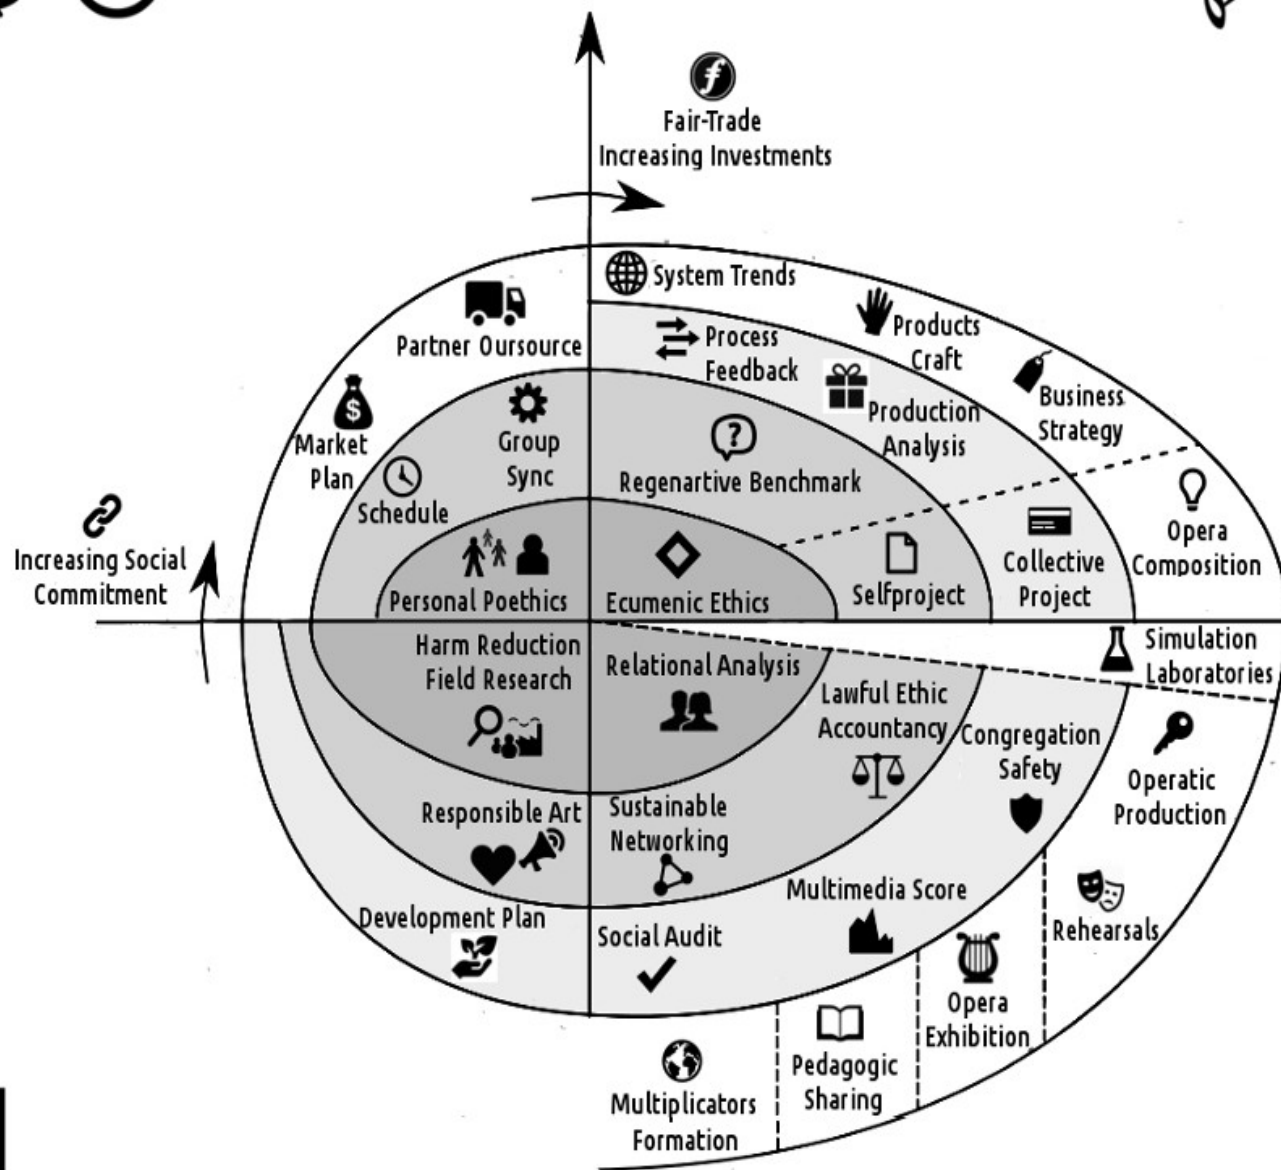 Fair-Trade
Increasing Investments
System Trends
Partner Oursource
Process
Feedback
Products
Craft
Business
Strategy
Market
Plan
Group
Sync
Production
Analysis
Schedule
Regenartive Benchmark
Opera
Composition
Increasing Social
Commitment
Personal Poethics
Ecumenic Ethics
Selfproject
Collective
Project
Harm Reduction
Field Research
Relational Analysis
Simulation
Laboratories
Lawful Ethic
Accountancy
Congregation
Safety
Operatic
Production
Responsible Art
Sustainable
Networking
Multimedia Score
Development Plan
Social Audit
Rehearsals
Opera
Exhibition
Pedagogic
Sharing
Multiplicators
Formation